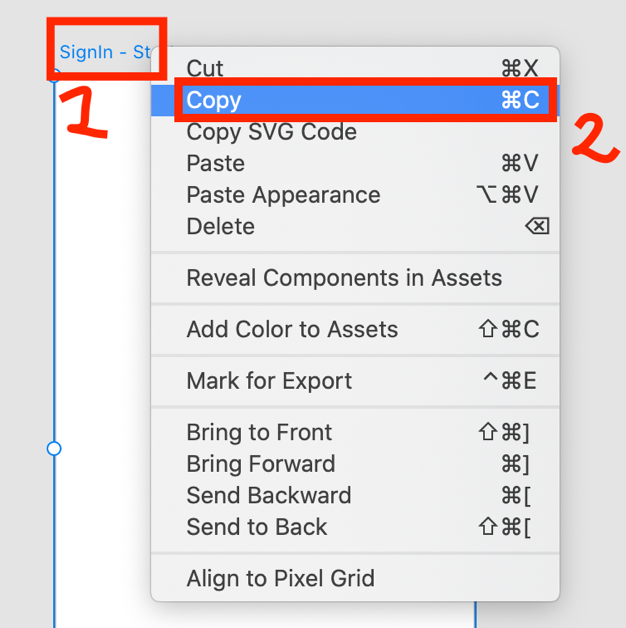 SignIn - St
1
Cut ⌘X
Copy ⌘C
2
Copy SVG Code
Paste ⌘V
Paste Appearance ⌥⌘V
Delete ⌫
Reveal Components in Assets
Add Color to Assets ⇧⌘C
Mark for Export ^⌘E
Bring to Front ⇧⌘]
Bring Forward ⌘]
Send Backward ⌘[
Send to Back ⇧⌘[
Align to Pixel Grid